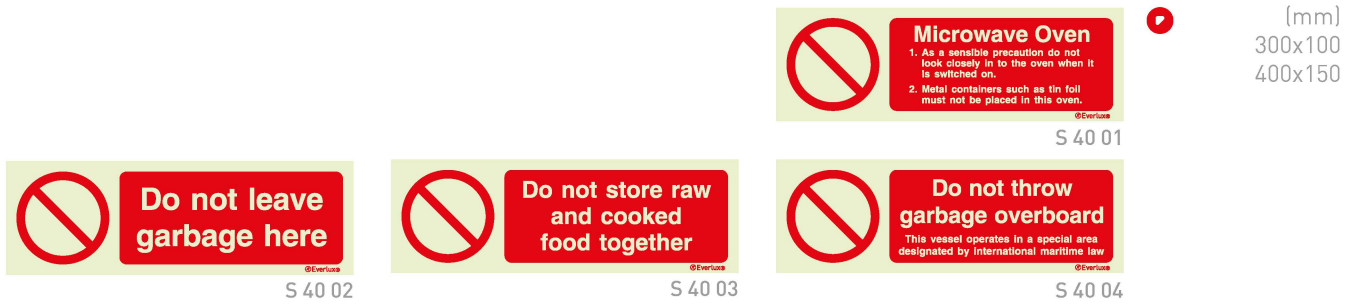 Microwave Oven
1. As a sensible precaution do not
look closely in to the oven when it
is switched on.
2. Metal containers such as tin foil
must not be placed in this oven.
Everlux
S 40 01
(mm)
300x100
400x150
Do not leave
garbage here
Everlux
S 40 02
Do not store raw
and cooked
food together
Everlux
S 40 03
Do not throw
garbage overboard
This vessel operates in a special area
designated by international maritime law
Everlux
S 40 04